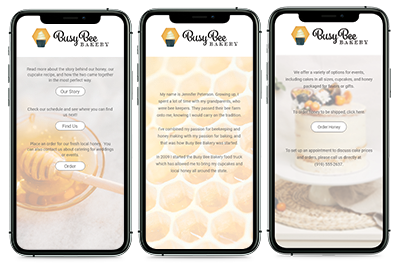 Busy Bee
BAKERY
Read more about the story behind our honey, our
cupcake recipe, and how the two came together
in the most perfect way.
Our Story
Check our schedule and see where you can find
us next!
Find Us
Place an order for our fresh local honey. You
can also contact us about catering for weddings
or events.
Order
Busy Bee
BAKERY
My name is Jennifer Peterson. Growing up I
spent a lot of time with my grandparents, who
were bee keepers. They passed their bee farm
onto me, knowing I would carry on the tradition.
I've combined my passion for beekeeping and
honey making with my passion for baking, and
that was how Busy Bee Bakery was started.
In 2009 I started the Busy Bee Bakery food truck
which has allowed me to bring my cupcakes and
local honey all around the state.
Busy Bee
BAKERY
We offer a variety of options for events,
including cakes in all sizes, cupcakes, and honey
packaged for favors or gifts.
To order honey to be shipped, click here:
Order Honey
To set up an appointment to discuss cake prices
and orders, please call us directly at